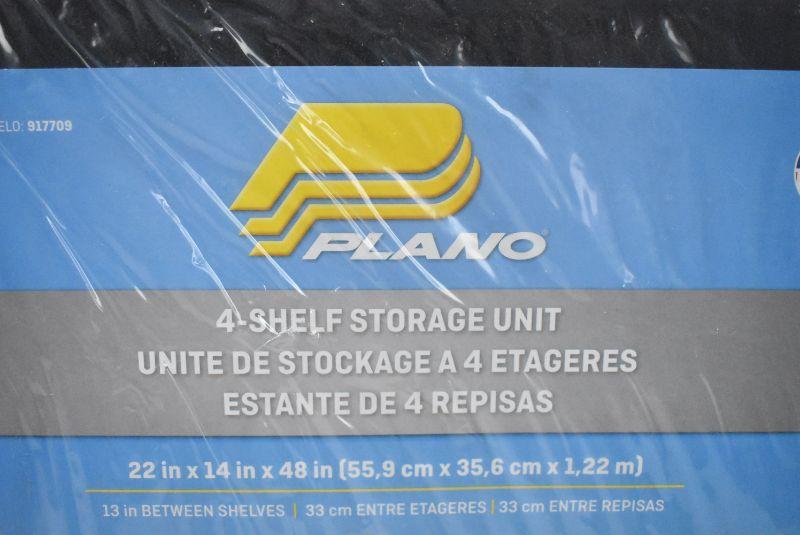 917709
PLANO®
4-SHELF STORAGE UNIT
UNITE DE STOCKAGE A 4 ETAGERES
ESTANTE DE 4 REPISAS
22 in x 14 in x 48 in (55,9 cm x 35,6 cm x 1,22 m)
13 in BETWEEN SHELVES | 33 cm ENTRE ETAGERES | 33 cm ENTRE REPISAS